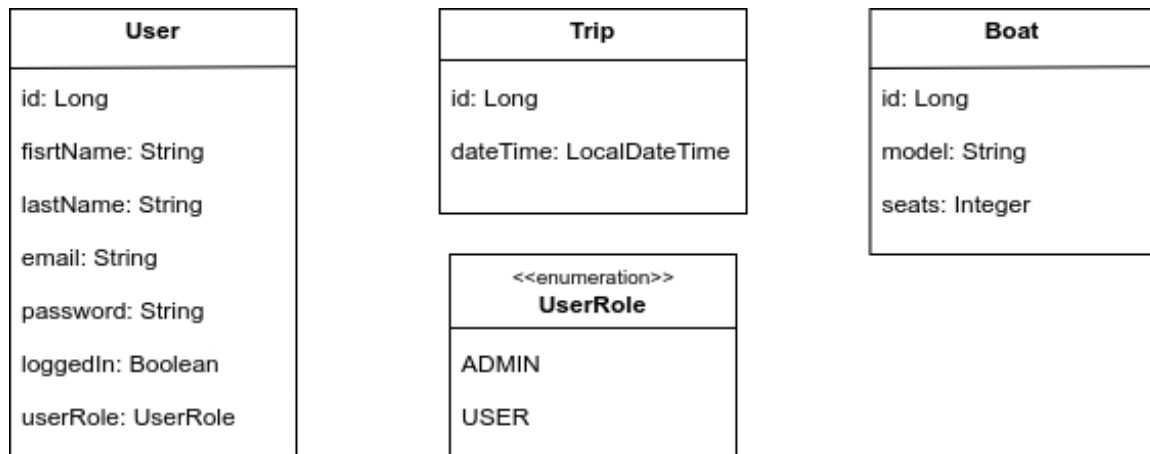 User
id: Long
fisrtName: String
lastName: String
email: String
password: String
loggedIn: Boolean
userRole: UserRole
Trip
id: Long
dateTime: LocalDateTime
<<enumeration>>
UserRole
ADMIN
USER
Boat
id: Long
model: String
seats: Integer